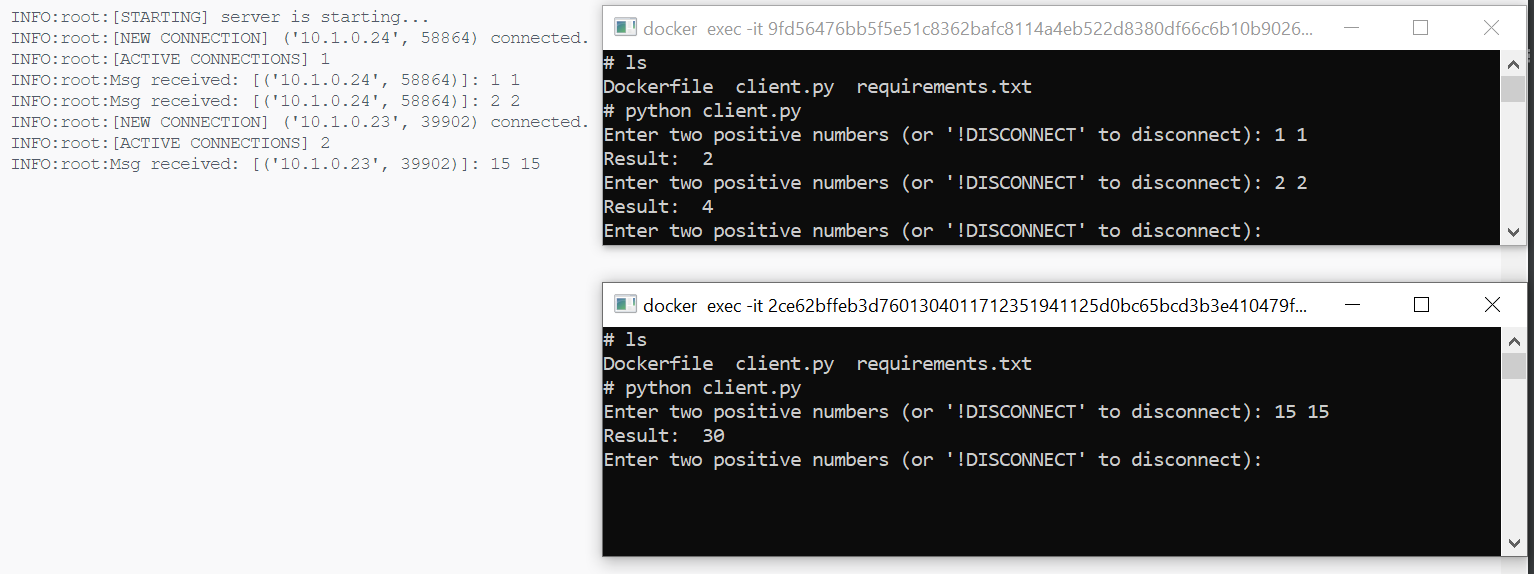 INFO:root:[STARTING] server is starting...
INFO:root:[NEW CONNECTION] ('10.1.0.24', 58864) connected.
INFO:root:[ACTIVE CONNECTIONS] 1
INFO:root:Msg received: [('10.1.0.24', 58864)]: 1 1
INFO:root:Msg received: [('10.1.0.24', 58864)]: 2 2
INFO:root:[NEW CONNECTION] ('10.1.0.23', 39902) connected.
INFO:root:[ACTIVE CONNECTIONS] 2
INFO:root:Msg received: [('10.1.0.23', 39902)]: 15 15
docker exec -it 9fd56476bb5f5e51c8362bafc8114a4eb522d8380df66c6b10b9026...
# ls
Dockerfile  client.py  requirements.txt
# python client.py
Enter two positive numbers (or '!DISCONNECT' to disconnect): 1 1
Result:  2
Enter two positive numbers (or '!DISCONNECT' to disconnect): 2 2
Result:  4
Enter two positive numbers (or '!DISCONNECT' to disconnect):
docker exec -it 2ce62bffeb3d7601304011712351941125d0bc65bcd3b3e410479f...
# ls
Dockerfile  client.py  requirements.txt
# python client.py
Enter two positive numbers (or '!DISCONNECT' to disconnect): 15 15
Result:  30
Enter two positive numbers (or '!DISCONNECT' to disconnect):